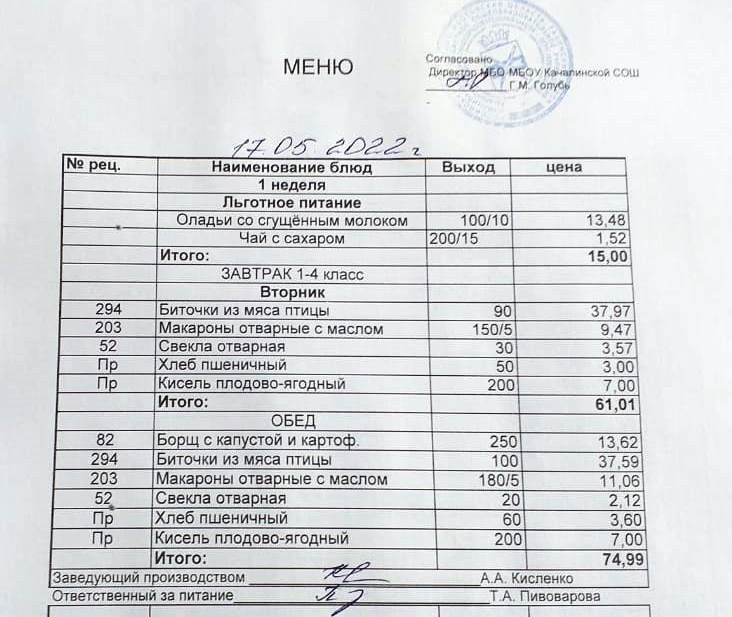 МЕНЮ
Согласовано
Директор МБО МБОУ Качалинской СОШ
Г.М. Голубь
17.05.2022 г
№ рец. Наименование блюд Выход цена
1 неделя
Льготное питание
Оладьи со сгущённым молоком 100/10 13,48
Чай с сахаром 200/15 1,52
Итого: 15,00
ЗАВТРАК 1-4 класс
Вторник
294 Биточки из мяса птицы 90 37,97
203 Макароны отварные с маслом 150/5 9,47
52 Свекла отварная 30 3,57
Пр Хлеб пшеничный 50 3,00
Пр Кисель плодово-ягодный 200 7,00
Итого: 61,01
ОБЕД
82 Борщ с капустой и картоф. 250 13,62
294 Биточки из мяса птицы 100 37,59
203 Макароны отварные с маслом 180/5 11,06
52 Свекла отварная 20 2,12
Пр Хлеб пшеничный 60 3,60
Пр Кисель плодово-ягодный 200 7,00
Итого: 74,99
Заведующий производством А.А. Кисленко
Ответственный за питание Т.А. Пивоварова